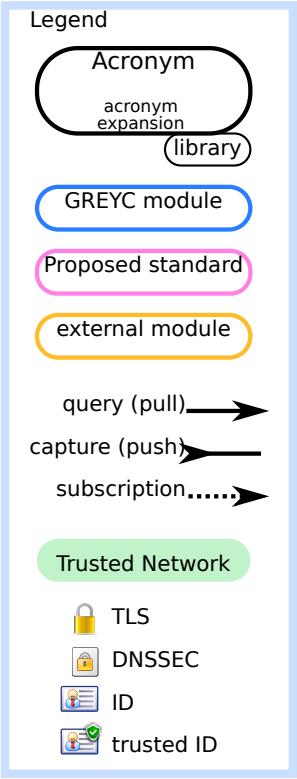 Legend
Acronym
acronym
expansion
library
GREYC module
Proposed standard
external module
query (pull)
capture (push)
subscription
Trusted Network
TLS
DNSSEC
ID
trusted ID